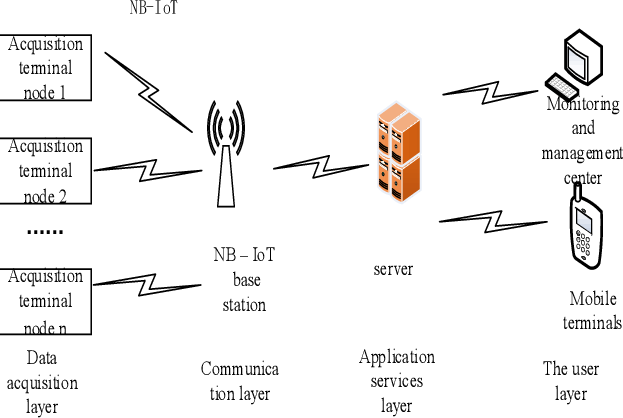 NB-IoT
Acquisition
terminal
node 1
Acquisition
terminal
node 2
......
Acquisition
terminal
node n
NB – IoT
base
station
server
Monitoring
and
management
center
Mobile
terminals
Data
acquisition
layer
Communica
tion layer
Application
services
layer
The user
layer